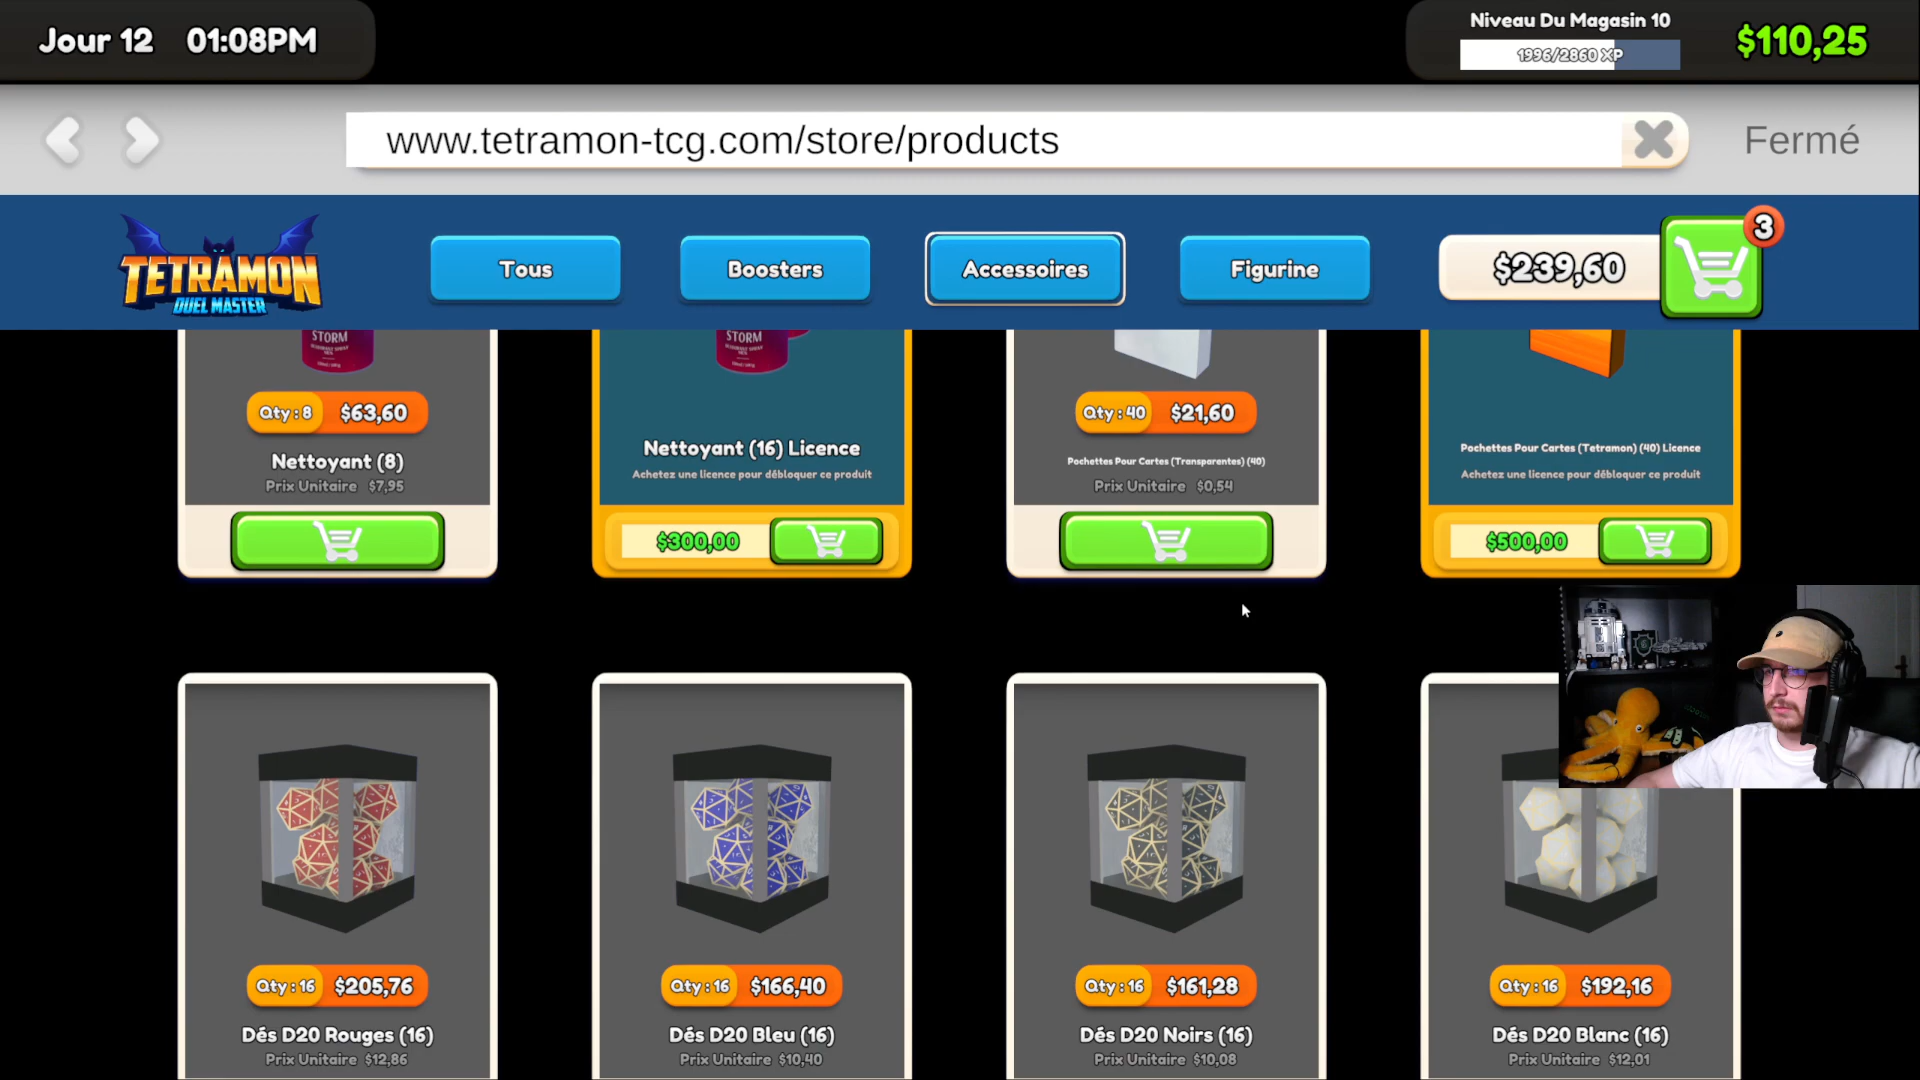 Jour 12 01:08PM
Niveau Du Magasin 10
1996/2860 XP
$110,25
www.tetramon-tcg.com/store/products
Fermé
TETRAMON
DUEL MASTER
Tous
Boosters
Accessoires
Figurine
$239,60
3
STORM
STORM
Qty : 8 $63,60
Nettoyant (8)
Prix Unitaire $7,95
Nettoyant (16) Licence
Achetez une licence pour débloquer ce produit
$300,00
Qty : 40 $21,60
Pochettes Pour Cartes (Transparentes) (40)
Prix Unitaire $0,54
Pochettes Pour Cartes (Tetramon) (40) Licence
Achetez une licence pour débloquer ce produit
$500,00
Qty : 16 $205,76
Dés D20 Rouges (16)
Prix Unitaire $12,86
Qty : 16 $166,40
Dés D20 Bleu (16)
Prix Unitaire $10,40
Qty : 16 $161,28
Dés D20 Noirs (16)
Prix Unitaire $10,08
Qty : 16 $192,16
Dés D20 Blanc (16)
Prix Unitaire $12,01